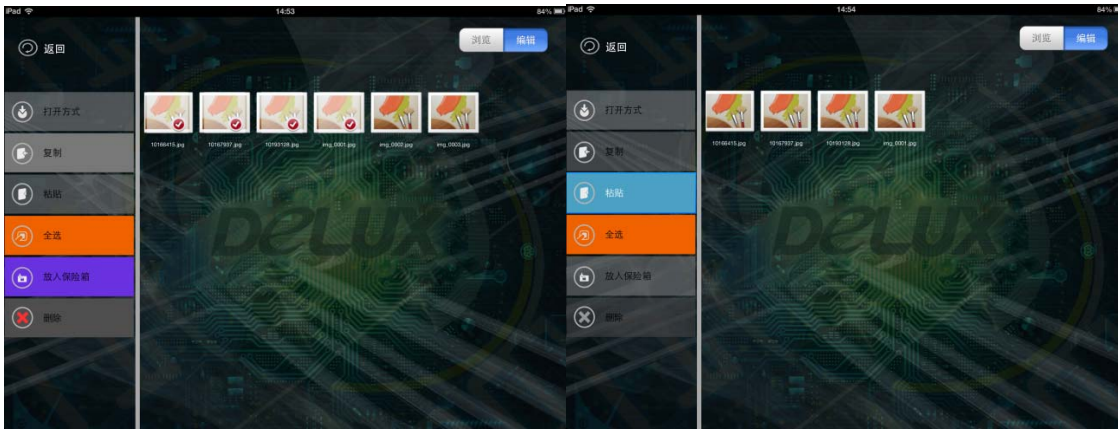 iPad 14:53 84%
返回
浏览 编辑
打开方式
复制
粘贴
全选
放入保险箱
删除
10166415.jpg 10167937.jpg 10193128.jpg img_0001.jpg img_0002.jpg img_0003.jpg
DELUX
iPad 14:54 84%
返回
浏览 编辑
打开方式
复制
粘贴
全选
放入保险箱
删除
10166415.jpg 10167937.jpg 10193128.jpg img_0001.jpg
DELUX